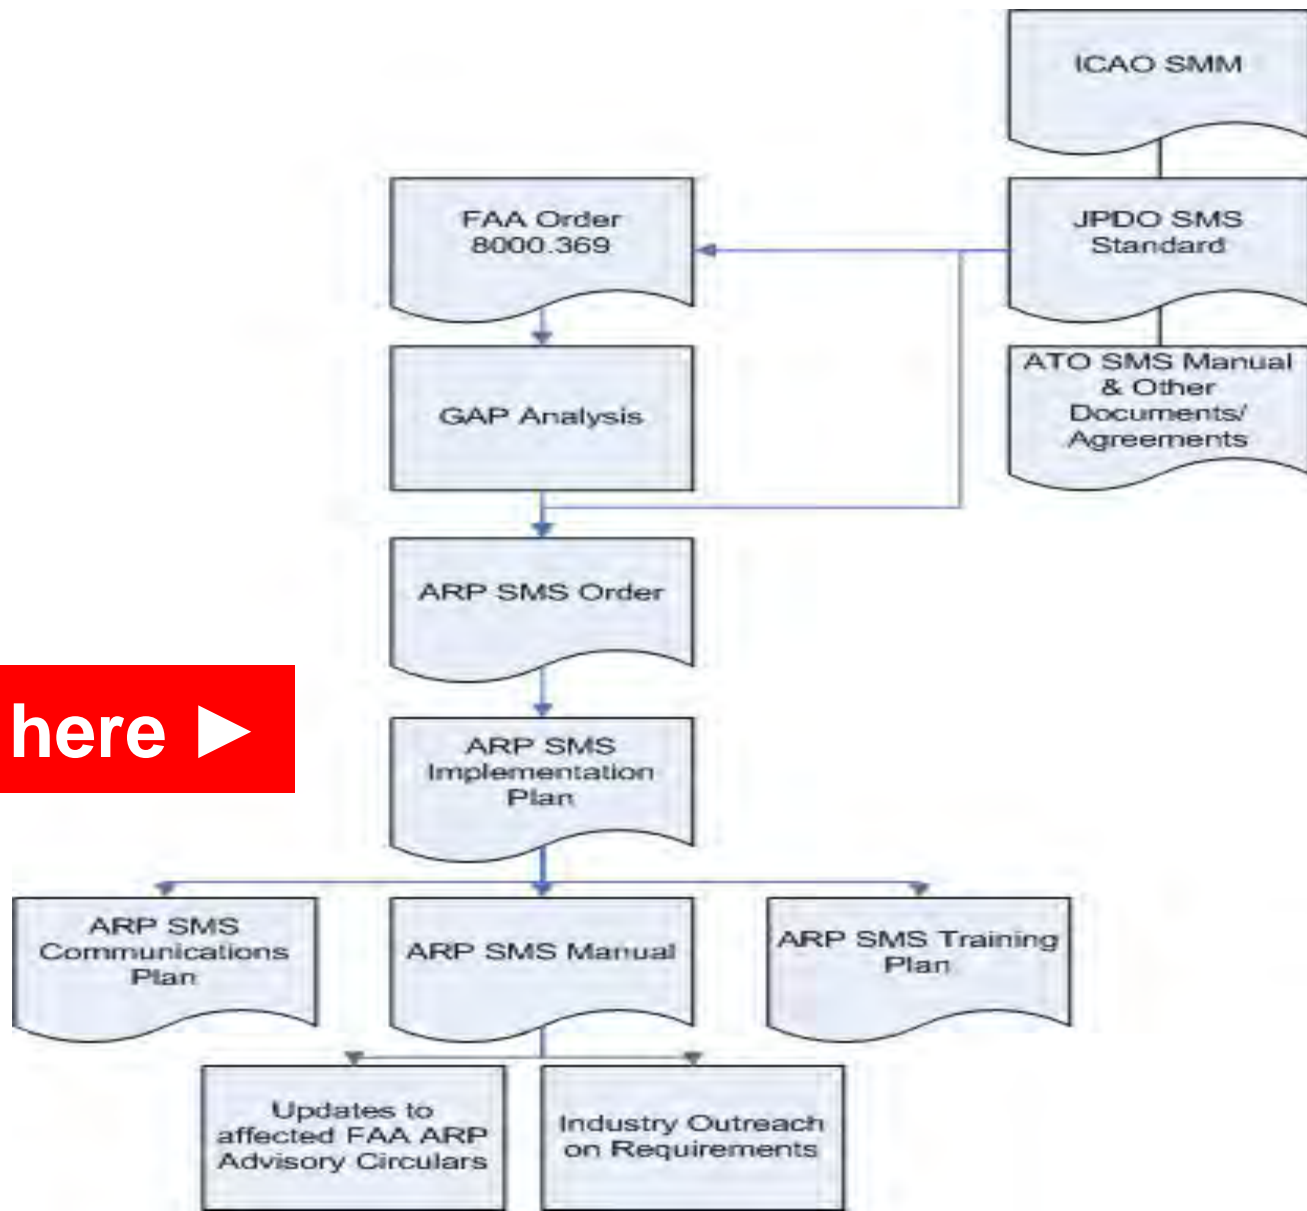 ICAO SMM
FAA Order
8000.369
JPDO SMS
Standard
GAP Analysis
ATO SMS Manual
& Other
Documents/
Agreements
ARP SMS Order
here ►
ARP SMS
Implementation
Plan
ARP SMS
Communications
Plan
ARP SMS Manual
ARP SMS Training
Plan
Updates to
affected FAA ARP
Advisory Circulars
Industry Outreach
on Requirements